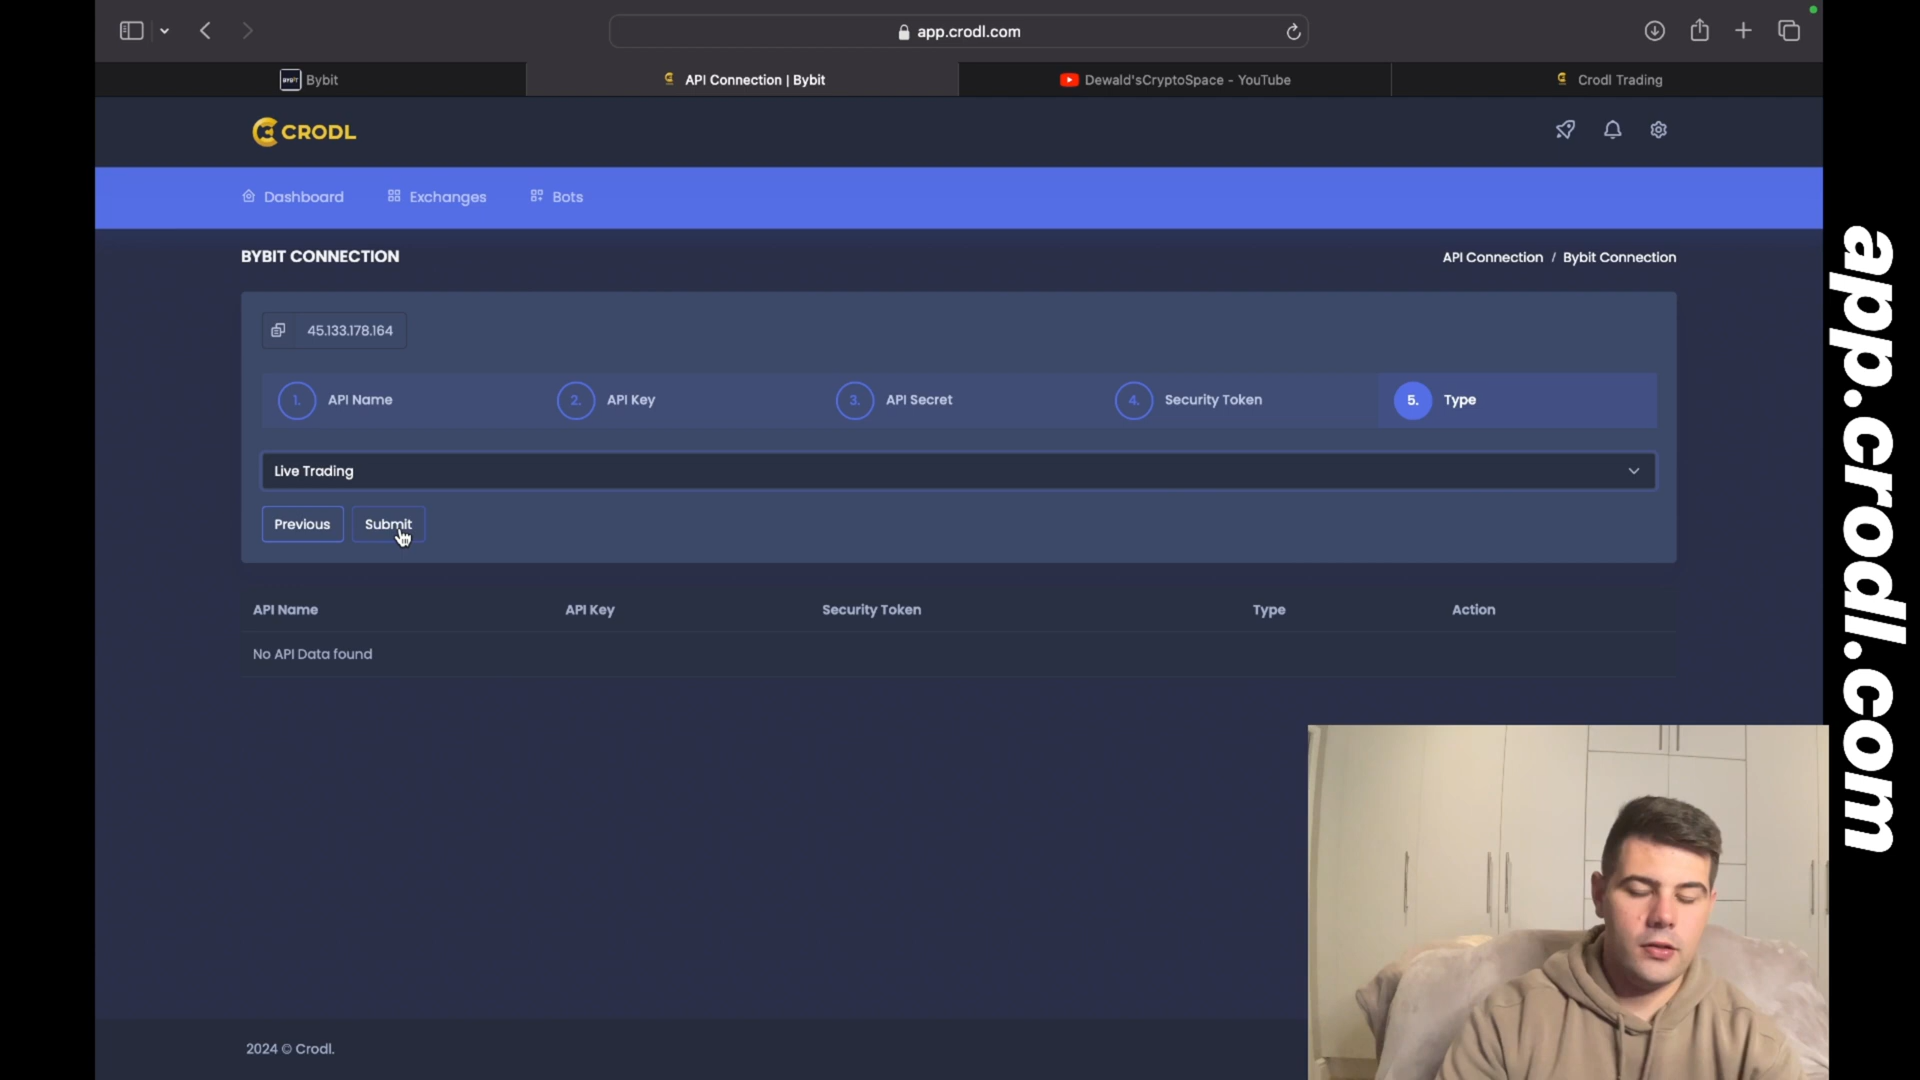 app.crodl.com
BYBIT Bybit
API Connection | Bybit
Dewald'sCryptoSpace - YouTube
Crodl Trading
CRODL
Dashboard
Exchanges
Bots
BYBIT CONNECTION
API Connection / Bybit Connection
45.133.178.164
1. API Name
2. API Key
3. API Secret
4. Security Token
5. Type
Live Trading
Previous
Submit
API Name
API Key
Security Token
Type
Action
No API Data found
2024 © Crodl.
app.crodl.com